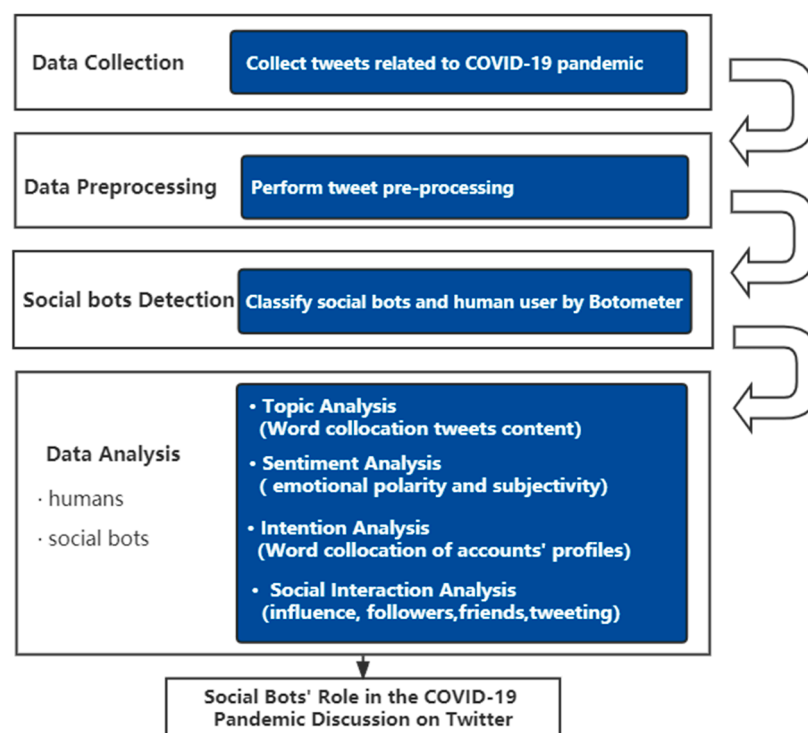 Data Collection
Collect tweets related to COVID-19 pandemic
Data Preprocessing
Perform tweet pre-processing
Social bots Detection
Classify social bots and human user by Botometer
Data Analysis
· humans
· social bots
• Topic Analysis
(Word collocation tweets content)
• Sentiment Analysis
( emotional polarity and subjectivity)
• Intention Analysis
(Word collocation of accounts' profiles)
• Social Interaction Analysis
(influence, followers,friends,tweeting)
Social Bots' Role in the COVID-19
Pandemic Discussion on Twitter